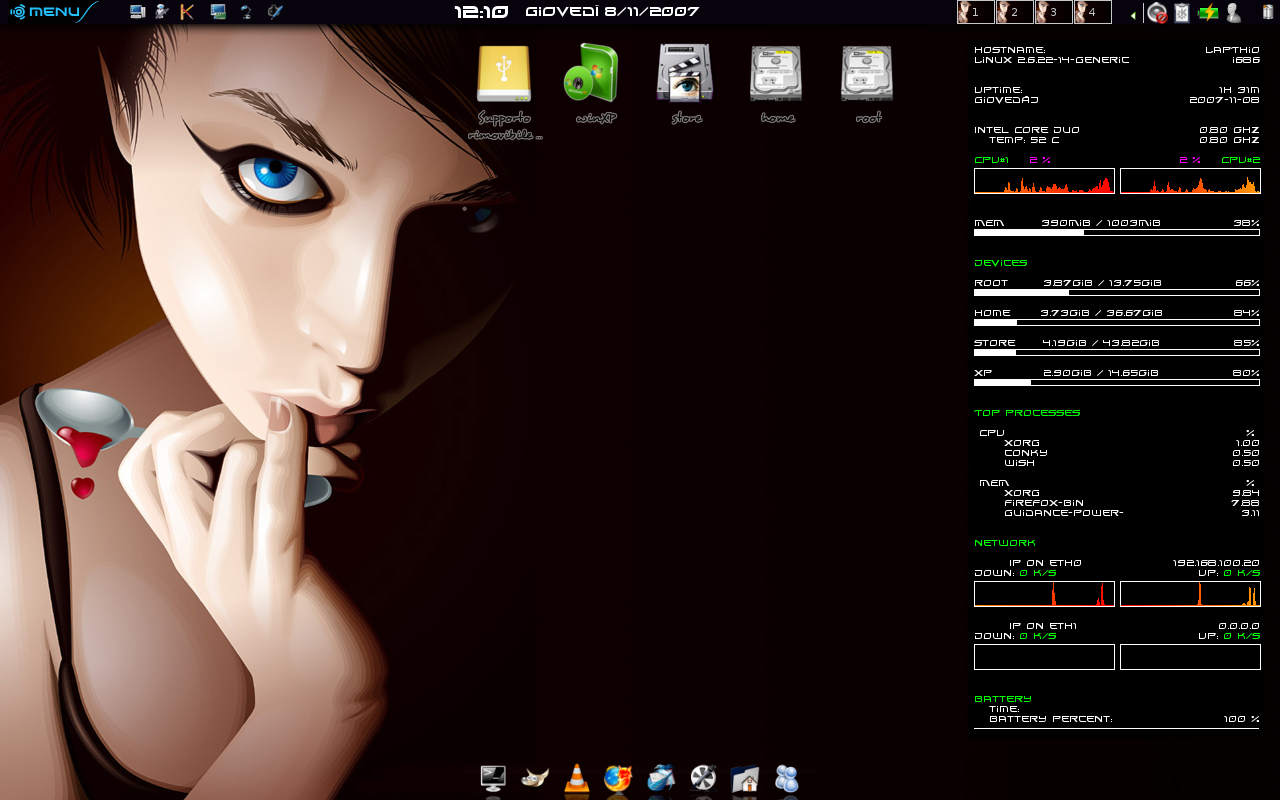 MENU 12:10 GIOVEDÌ 8/11/2007 1 2 3 4
Supporto
rimovibile ...
winXP
store
home
root
HOSTNAME: LAPTHIO
LINUX 2.6.22-14-GENERIC i686
UPTIME: 1H 31M
GIOVEDAJ 2007-11-08
INTEL CORE DUO 0.80 GHZ
TEMP: 52 C 0.80 GHZ
CPU#1 2 % 2 % CPU#2
MEM 390MiB / 1003MiB 38%
DEVICES
ROOT 3.87GiB / 13.75GiB 66%
HOME 3.73GiB / 36.67GiB 84%
STORE 4.19GiB / 43.82GiB 85%
XP 2.90GiB / 14.65GiB 80%
TOP PROCESSES
CPU %
XORG 1.00
CONKY 0.50
WISH 0.50
MEM %
XORG 9.84
FIREFOX-BIN 7.88
GUIDANCE-POWER- 3.11
NETWORK
IP ON ETH0 192.168.100.20
DOWN: 0 K/S UP: 0 K/S
IP ON ETH1 0.0.0.0
DOWN: 0 K/S UP: 0 K/S
BATTERY
TIME:
BATTERY PERCENT: 100 %